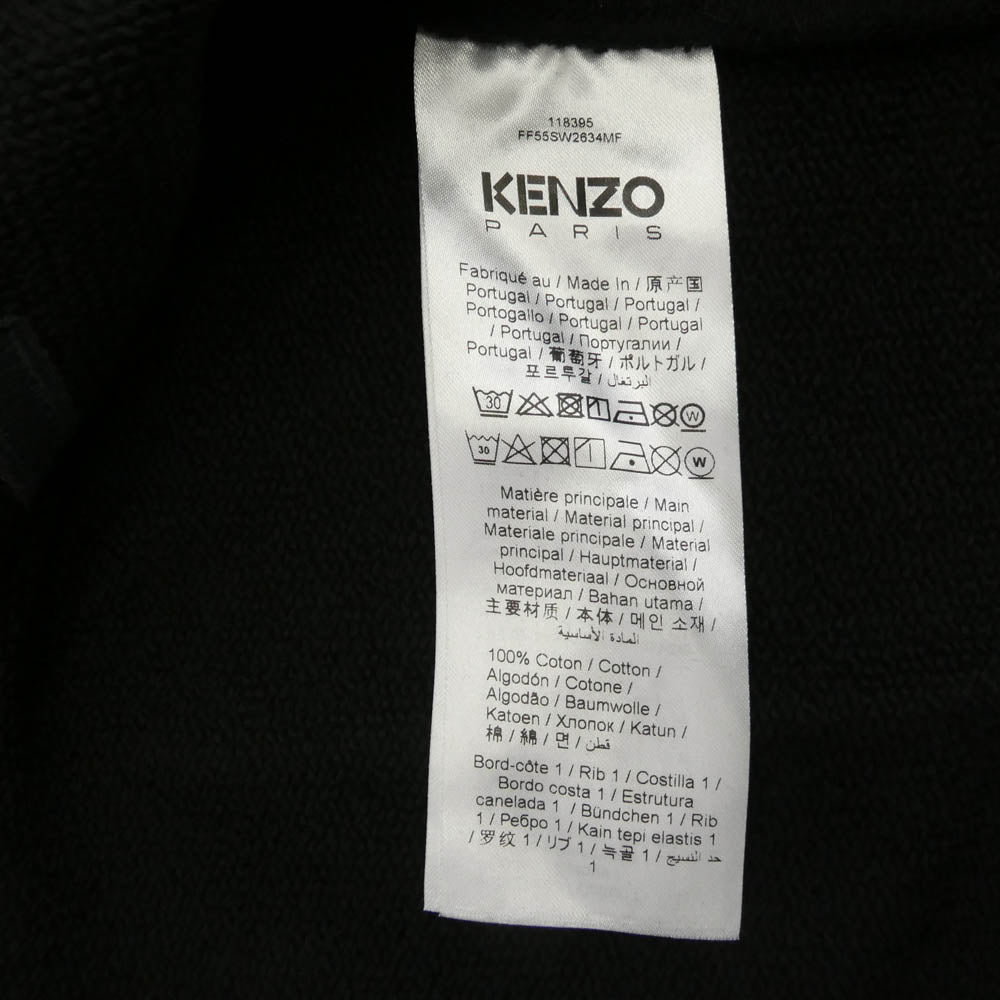 118395
FF55SW2634MF
KENZO
PARIS
Fabriqué au / Made In / 原产国
Portugal / Portugal / Portugal /
Portogallo / Portugal / Portugal
/ Portugal / Португалии /
Portugal / 葡萄牙 / ポルトガル /
포르투갈 / البرتغال
30 W
30 W
Matière principale / Main
material / Material principal /
Materiale principale / Material
principal / Hauptmaterial /
Hoofdmateriaal / Основной
материал / Bahan utama /
主要材质 / 本体 / 메인 소재 /
المادة الأساسية
100% Coton / Cotton /
Algodón / Cotone /
Algodão / Baumwolle /
Katoen / Хлопок / Katun /
棉 / 綿 / 면 / قطن
Bord-côte 1 / Rib 1 / Costilla 1 /
Bordo costa 1 / Estrutura
canelada 1 / Bündchen 1 / Rib
1 / Ребро 1 / Kain tepi elastis 1
/ 罗纹 1 / リブ 1 / 늑골 1 / حد النسيج
1